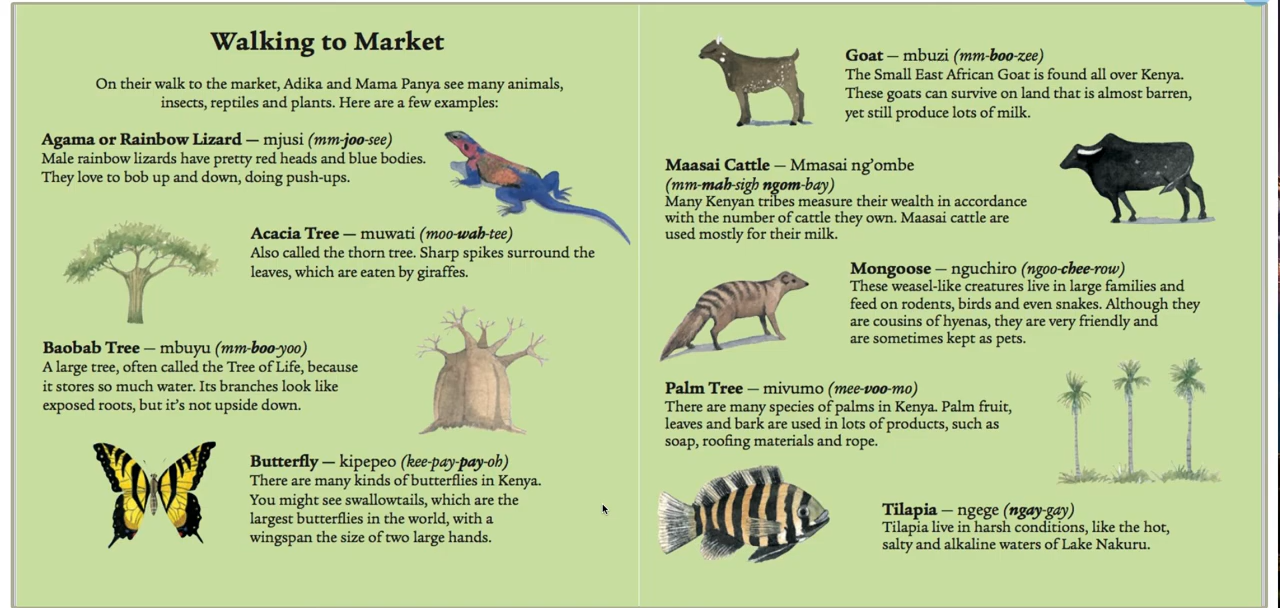 Walking to Market
On their walk to the market, Adika and Mama Panya see many animals,
insects, reptiles and plants. Here are a few examples:
Agama or Rainbow Lizard — mjusi (mm-joo-see)
Male rainbow lizards have pretty red heads and blue bodies.
They love to bob up and down, doing push-ups.
Acacia Tree — muwati (moo-wah-tee)
Also called the thorn tree. Sharp spikes surround the
leaves, which are eaten by giraffes.
Baobab Tree — mbuyu (mm-boo-yoo)
A large tree, often called the Tree of Life, because
it stores so much water. Its branches look like
exposed roots, but it's not upside down.
Butterfly — kipepeo (kee-pay-pay-oh)
There are many kinds of butterflies in Kenya.
You might see swallowtails, which are the
largest butterflies in the world, with a
wingspan the size of two large hands.
Goat — mbuzi (mm-boo-zee)
The Small East African Goat is found all over Kenya.
These goats can survive on land that is almost barren,
yet still produce lots of milk.
Maasai Cattle — Mmasai ng'ombe
(mm-mah-sigh ngom-bay)
Many Kenyan tribes measure their wealth in accordance
with the number of cattle they own. Maasai cattle are
used mostly for their milk.
Mongoose — nguchiro (ngoo-chee-row)
These weasel-like creatures live in large families and
feed on rodents, birds and even snakes. Although they
are cousins of hyenas, they are very friendly and
are sometimes kept as pets.
Palm Tree — mivumo (mee-voo-mo)
There are many species of palms in Kenya. Palm fruit,
leaves and bark are used in lots of products, such as
soap, roofing materials and rope.
Tilapia — ngege (ngay-gay)
Tilapia live in harsh conditions, like the hot,
salty and alkaline waters of Lake Nakuru.